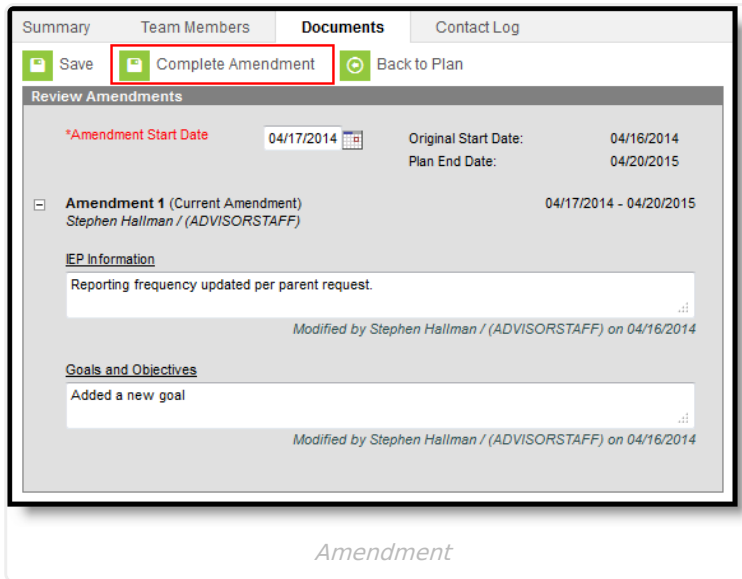 Summary Team Members Documents Contact Log
Save Complete Amendment Back to Plan
Review Amendments
*Amendment Start Date 04/17/2014 Original Start Date: 04/16/2014
Plan End Date: 04/20/2015
Amendment 1 (Current Amendment) 04/17/2014 - 04/20/2015
Stephen Hallman / (ADVISORSTAFF)
IEP Information
Reporting frequency updated per parent request.
Modified by Stephen Hallman / (ADVISORSTAFF) on 04/16/2014
Goals and Objectives
Added a new goal
Modified by Stephen Hallman / (ADVISORSTAFF) on 04/16/2014
Amendment